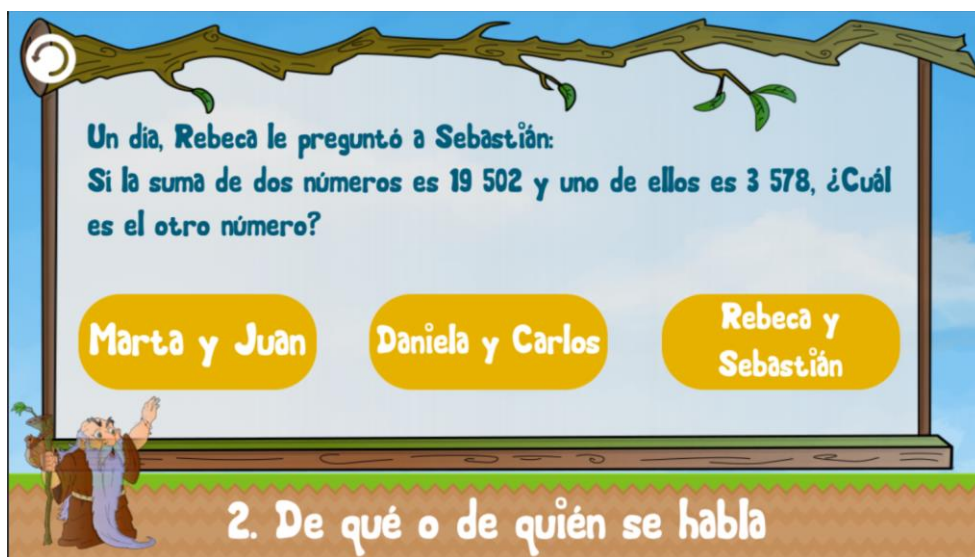 Un día, Rebeca le preguntó a Sebastián:
Sí la suma de dos números es 19 502 y uno de ellos es 3 578, ¿Cuál
es el otro número?
Marta y Juan
Daniela y Carlos
Rebeca y
Sebastián
2. De qué o de quién se habla